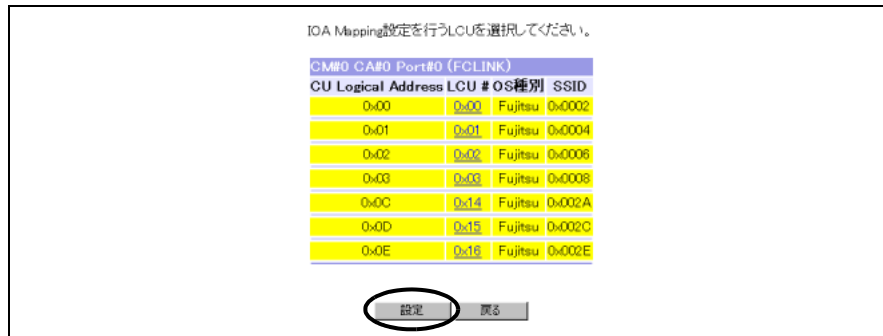 IOA Mapping設定を行うLCUを選択してください。
CM#0 CA#0 Port#0 (FCLINK)
CU Logical Address LCU # OS種別 SSID
0x00 0x00 Fujitsu 0x0002
0x01 0x01 Fujitsu 0x0004
0x02 0x02 Fujitsu 0x0006
0x03 0x03 Fujitsu 0x0008
0x0C 0x14 Fujitsu 0x002A
0x0D 0x15 Fujitsu 0x002C
0x0E 0x16 Fujitsu 0x002E
設定 戻る